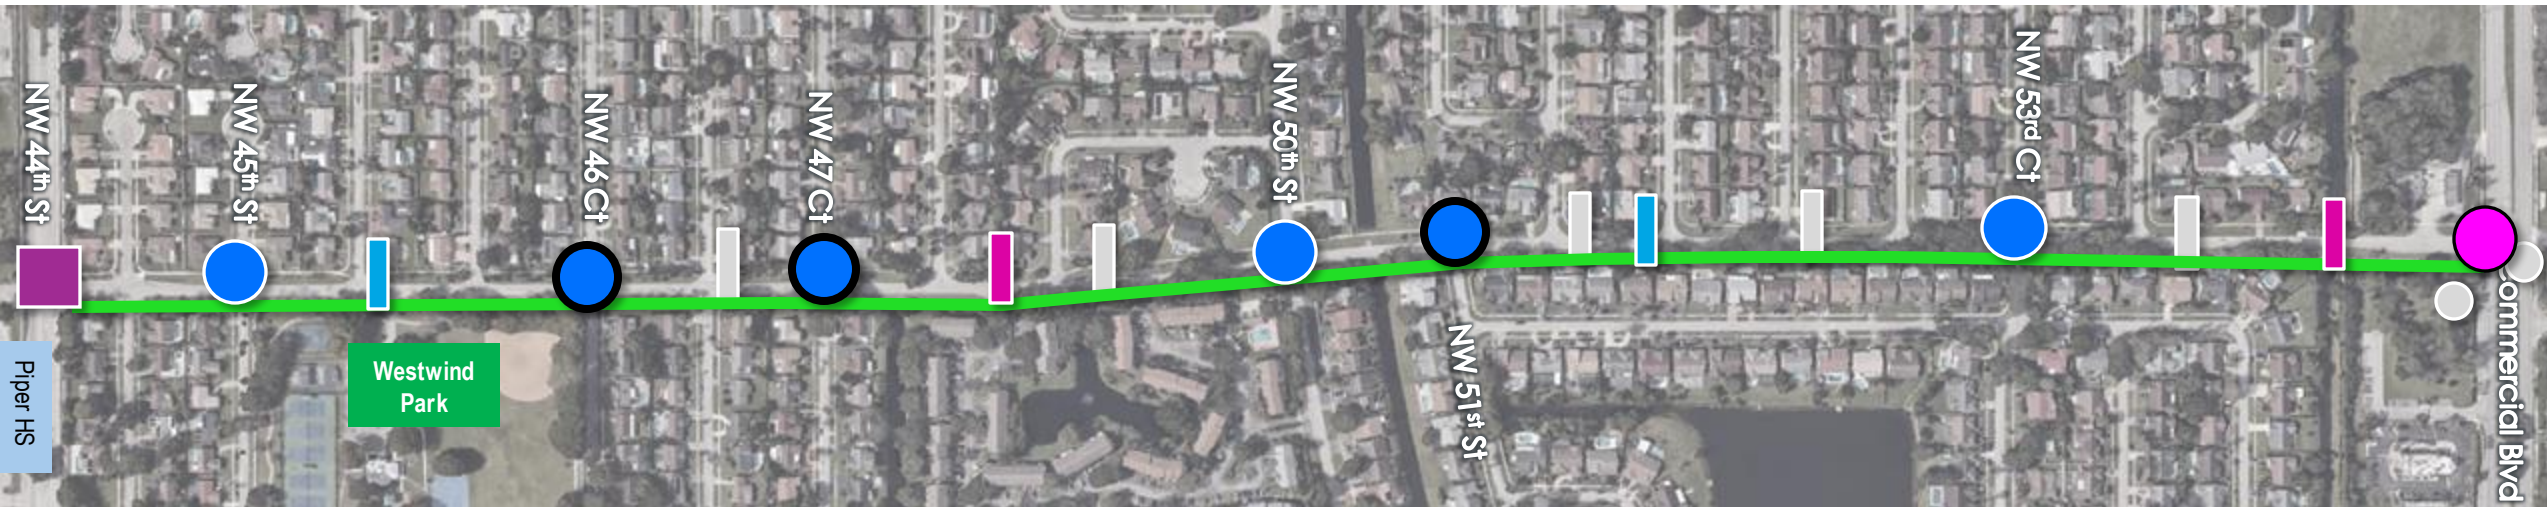 NW 44th St
NW 45th St
NW 46 Ct
NW 47 Ct
NW 50th St
NW 53rd Ct
Piper HS
Westwind
Park
NW 51st St
Commercial Blvd